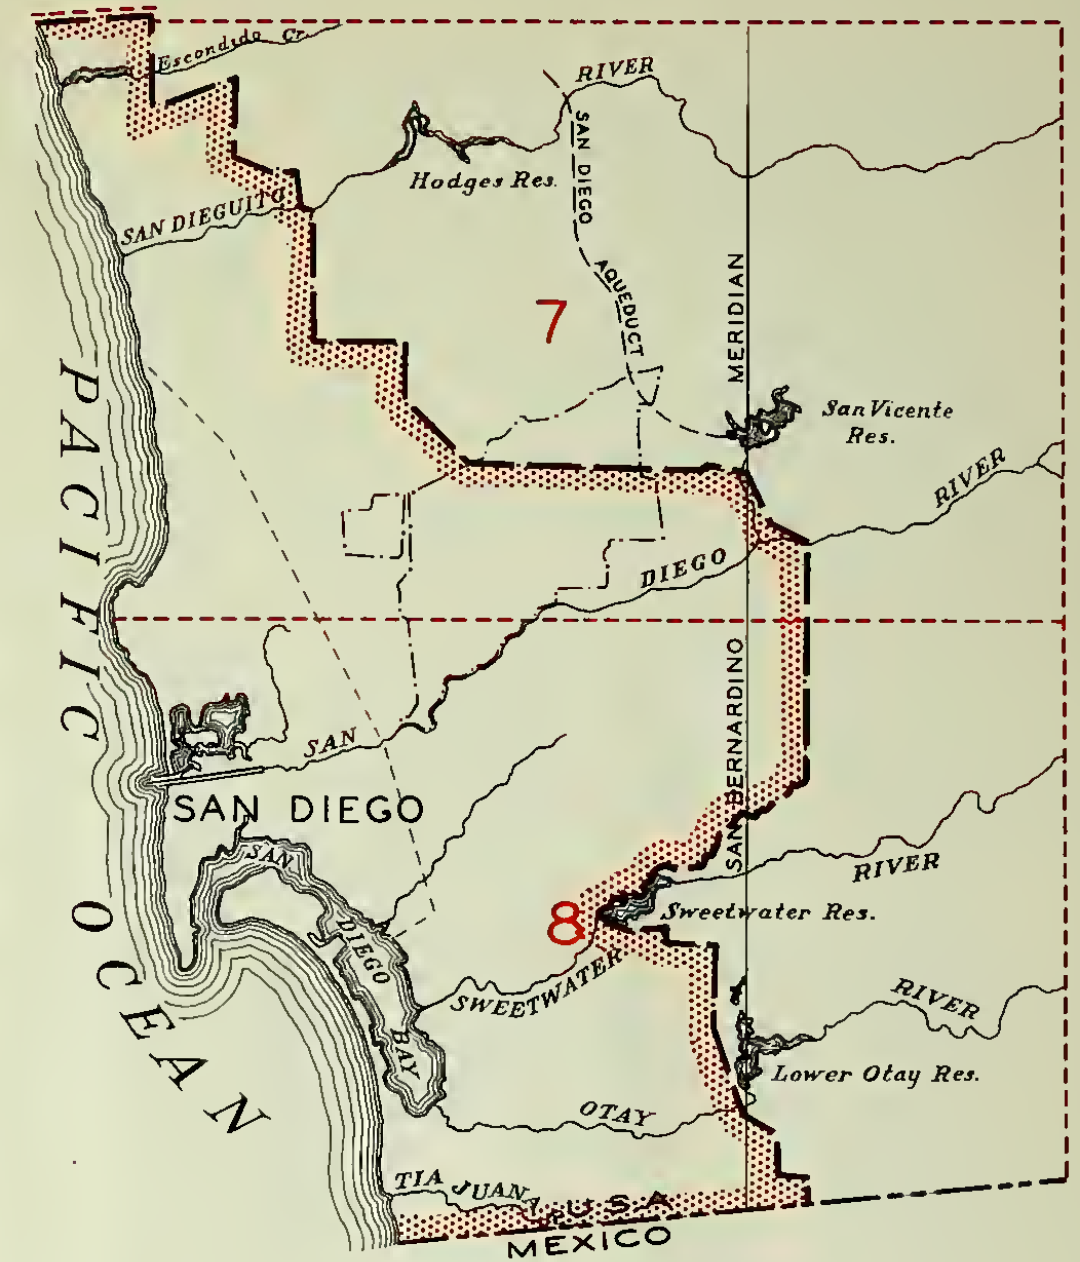 Escondido Cr.
RIVER
SAN DIEGO
Hodges Res.
SAN DIEGUITO
AQUEDUCT
MERIDIAN
7
PACIFIC
San Vicente
Res.
RIVER
DIEGO
SAN BERNARDINO
SAN
SAN DIEGO
SAN
RIVER
8
Sweetwater Res.
OCEAN
DIEGO
SWEETWATER
RIVER
BAY
Lower Otay Res.
OTAY
TIA JUANA
U.S.A.
MEXICO